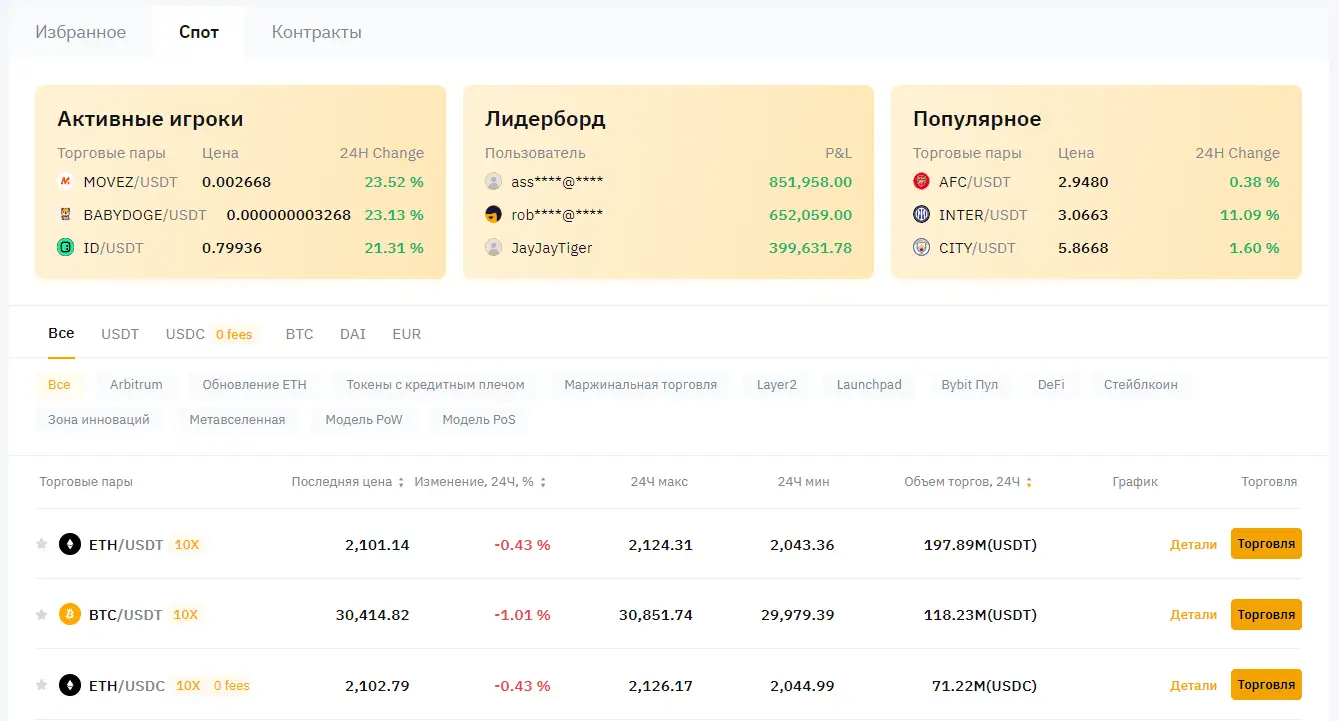 Избранное Спот Контракты
Активные игроки
Торговые пары Цена 24H Change
MOVEZ/USDT 0.002668 23.52 %
BABYDOGE/USDT 0.000000003268 23.13 %
ID/USDT 0.79936 21.31 %
Лидерборд
Пользователь P&L
ass****@**** 851,958.00
rob****@**** 652,059.00
JayJayTiger 399,631.78
Популярное
Торговые пары Цена 24H Change
AFC/USDT 2.9480 0.38 %
INTER/USDT 3.0663 11.09 %
CITY/USDT 5.8668 1.60 %
Все USDT USDC 0 fees BTC DAI EUR
Все Arbitrum Обновление ETH Токены с кредитным плечом Маржинальная торговля Layer2 Launchpad Bybit Пул DeFi Стейблкоин
Зона инноваций Метавселенная Модель PoW Модель PoS
Торговые пары Последняя цена Изменение, 24Ч, % 24Ч макс 24Ч мин Объем торгов, 24Ч График Торговля
ETH/USDT 10X 2,101.14 -0.43 % 2,124.31 2,043.36 197.89M(USDT) Детали Торговля
BTC/USDT 10X 30,414.82 -1.01 % 30,851.74 29,979.39 118.23M(USDT) Детали Торговля
ETH/USDC 10X 0 fees 2,102.79 -0.43 % 2,126.17 2,044.99 71.22M(USDC) Детали Торговля